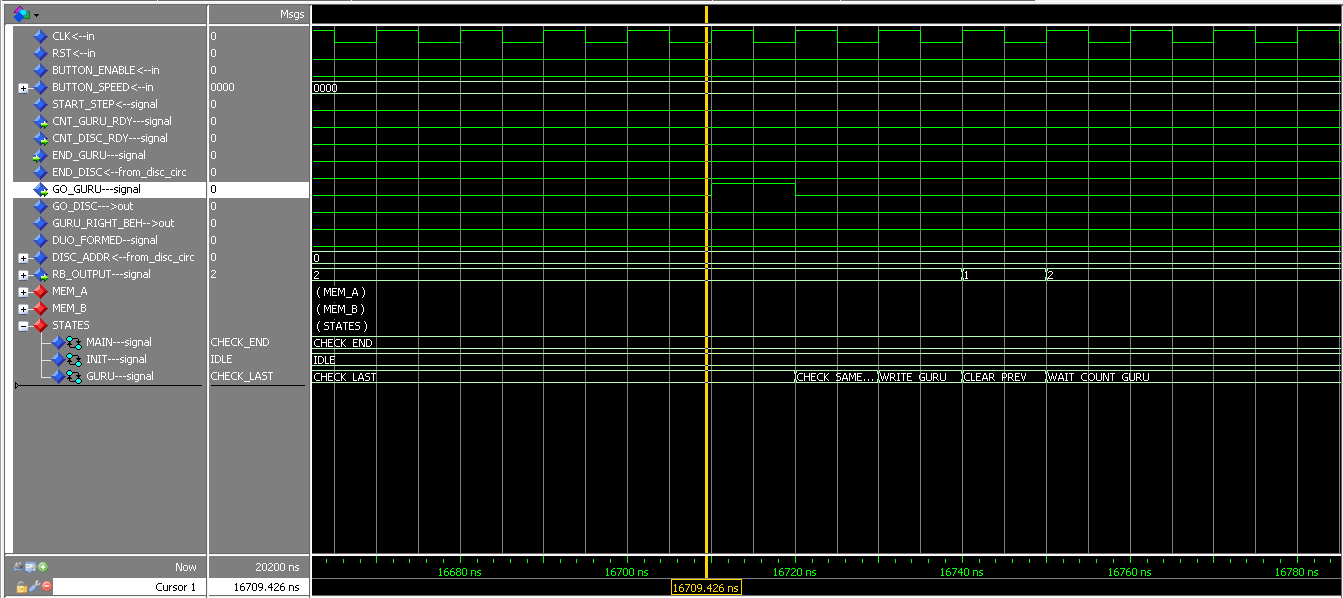 Msgs
CLK<--in 0
RST<--in 0
BUTTON_ENABLE<--in 0
BUTTON_SPEED<--in 0000 0000
START_STEP<--signal 0
CNT_GURU_RDY---signal 0
CNT_DISC_RDY---signal 0
END_GURU---signal 0
END_DISC<--from_disc_circ 0
GO_GURU---signal 0
GO_DISC--->out 0
GURU_RIGHT_BEH-->out 0
DUO_FORMED--signal 0
DISC_ADDR<--from_disc_circ 0 0
RB_OUTPUT---signal 2 2 1 2
MEM_A ( MEM_A )
MEM_B ( MEM_B )
STATES ( STATES )
MAIN---signal CHECK_END CHECK_END
INIT---signal IDLE IDLE
GURU---signal CHECK_LAST CHECK_LAST CHECK_SAME... WRITE_GURU CLEAR_PREV WAIT_COUNT_GURU
Now 20200 ns 16680 ns 16700 ns 16720 ns 16740 ns 16760 ns 16780 ns
Cursor 1 16709.426 ns 16709.426 ns